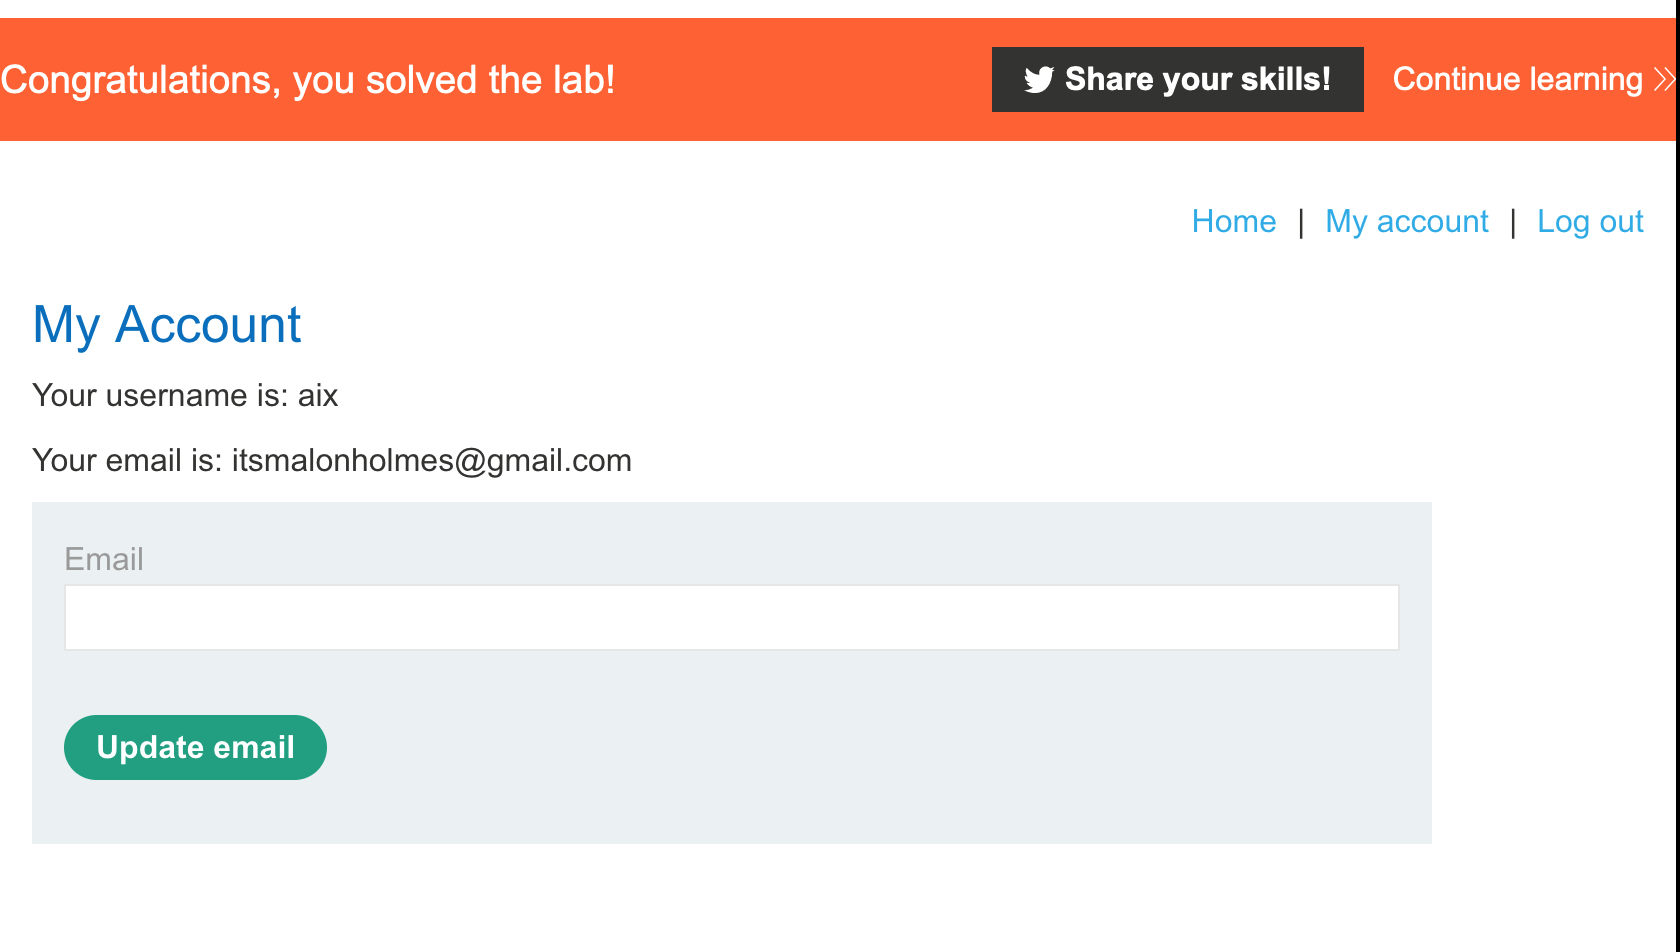 Congratulations, you solved the lab!
Share your skills!
Continue learning
Home | My account | Log out
My Account
Your username is: aix
Your email is: itsmalonholmes@gmail.com
Email
Update email